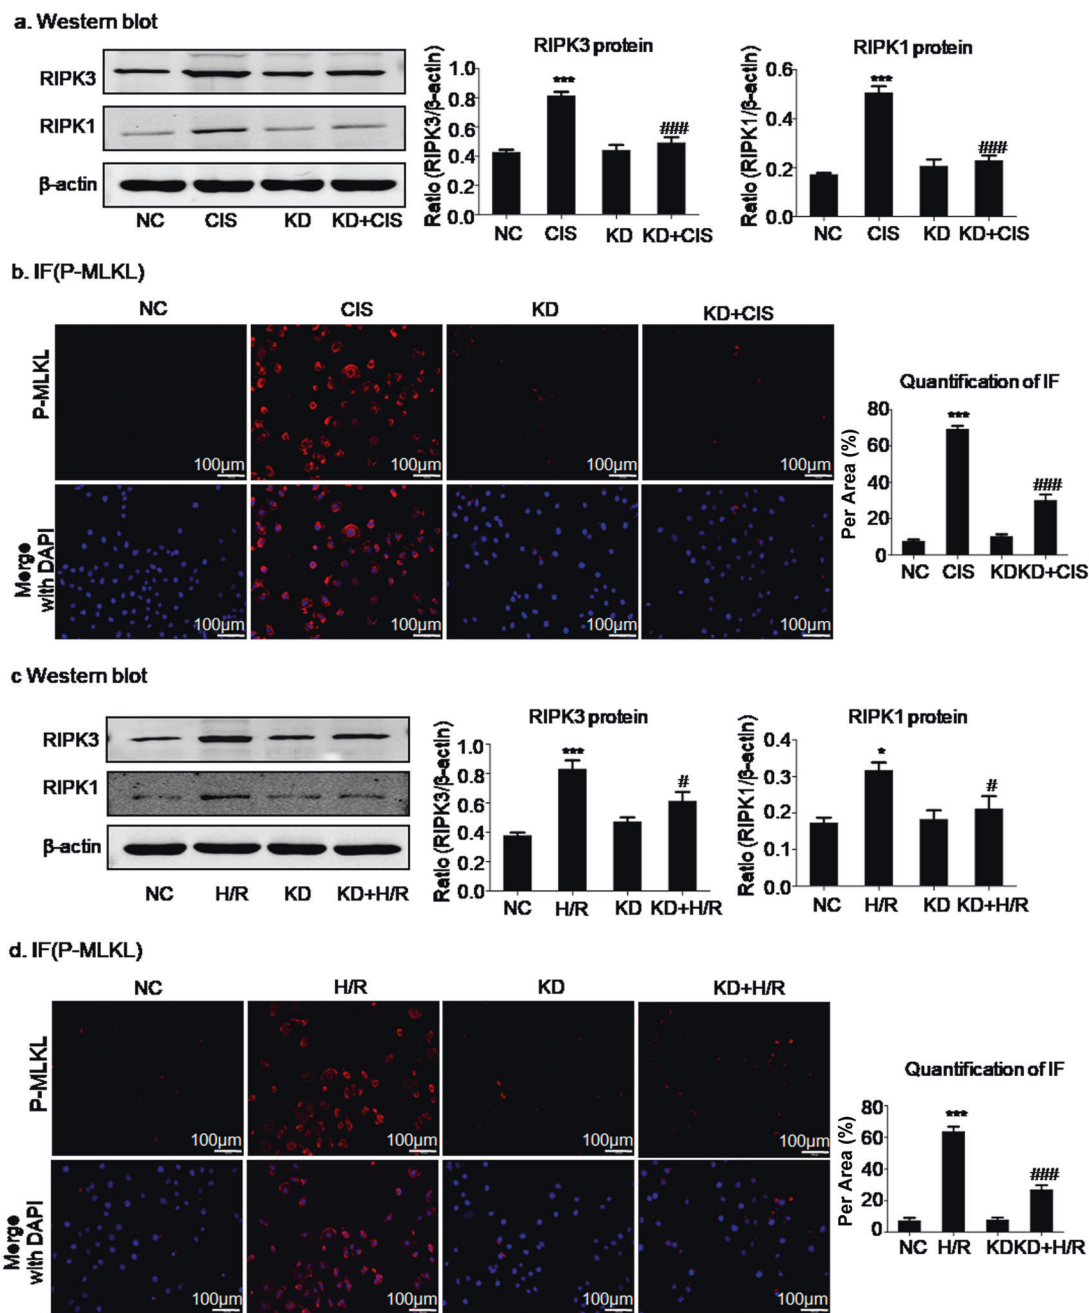 a. Western blot
RIPK3
RIPK1
β-actin
NC CIS KD KD+CIS
RIPK3 protein
Ratio (RIPK3/β-actin)
1.0
0.8
0.6
0.4
0.2
0.0
***
###
NC CIS KD KD+CIS
RIPK1 protein
Ratio (RIPK1/β-actin)
0.6
0.4
0.2
0.0
***
###
NC CIS KD KD+CIS
b. IF(P-MLKL)
NC CIS KD KD+CIS
P-MLKL
100μm 100μm 100μm 100μm
Merge
with DAPI
100μm 100μm 100μm 100μm
Quantification of IF
Per Area (%)
80
60
40
20
0
***
###
NC CIS KD KD+CIS
c Western blot
RIPK3
RIPK1
β-actin
NC H/R KD KD+H/R
RIPK3 protein
Ratio (RIPK3/β-actin)
1.0
0.8
0.6
0.4
0.2
0.0
***
#
NC H/R KD KD+H/R
RIPK1 protein
Ratio (RIPK1/β-actin)
0.4
0.3
0.2
0.1
0.0
*
#
NC H/R KD KD+H/R
d. IF(P-MLKL)
NC H/R KD KD+H/R
P-MLKL
100μm 100μm 100μm 100μm
Merge
with DAPI
100μm 100μm 100μm 100μm
Quantification of IF
Per Area (%)
80
60
40
20
0
***
###
NC H/R KD KD+H/R